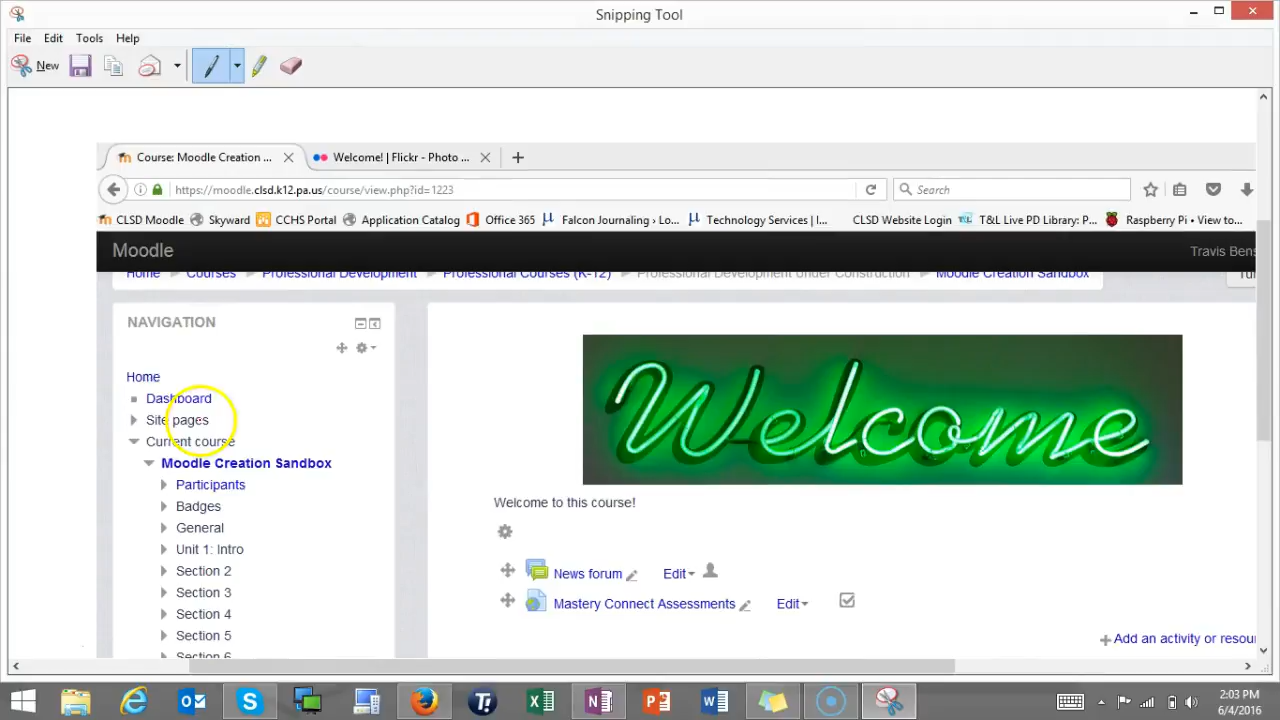 Snipping Tool
File Edit Tools Help
New
Course: Moodle Creation ... Welcome! | Flickr - Photo ...
https://moodle.clsd.k12.pa.us/course/view.php?id=1223 Search
CLSD Moodle Skyward CCHS Portal Application Catalog Office 365 Falcon Journaling › Lo... Technology Services | I... CLSD Website Login T&L Live PD Library: P... Raspberry Pi • View to...
Moodle Travis Bens
Home Courses Professional Development Professional Courses (K-12) Professional Development Under Construction Moodle Creation Sandbox
NAVIGATION
Home
Dashboard
Site pages
Current course
Moodle Creation Sandbox
Participants
Badges
General
Unit 1: Intro
Section 2
Section 3
Section 4
Section 5
Section 6
Welcome
Welcome to this course!
News forum Edit
Mastery Connect Assessments Edit
Add an activity or resou
2:03 PM
6/4/2016